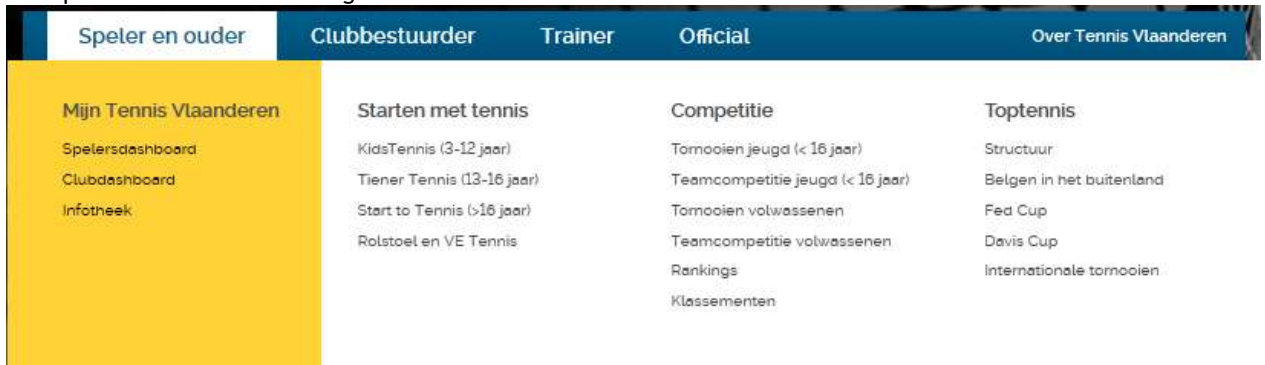 Speler en ouder
Clubbestuurder
Trainer
Official
Over Tennis Vlaanderen
Mijn Tennis Vlaanderen
Spelersdashboard
Clubdashboard
Infotheek
Starten met tennis
KidsTennis (3-12 jaar)
Tiener Tennis (13-16 jaar)
Start to Tennis (>16 jaar)
Rolstoel en VE Tennis
Competitie
Tornooien jeugd (< 16 jaar)
Teamcompetitie jeugd (< 16 jaar)
Tornooien volwassenen
Teamcompetitie volwassenen
Rankings
Klassementen
Toptennis
Structuur
Belgen in het buitenland
Fed Cup
Davis Cup
Internationale tornooien